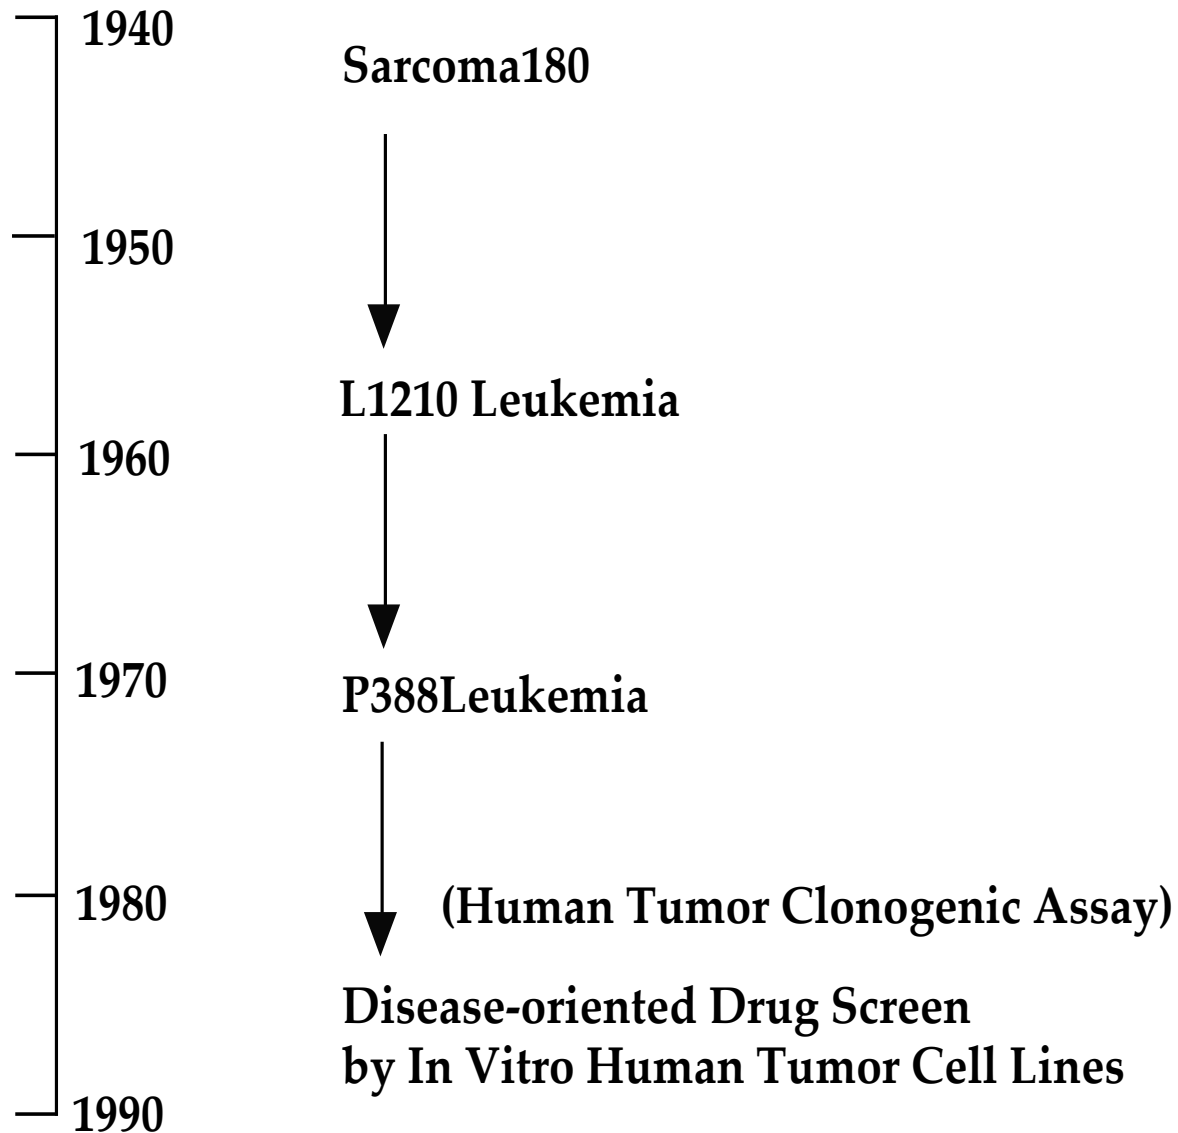 1940
Sarcoma180
1950
L1210 Leukemia
1960
1970
P388Leukemia
1980
(Human Tumor Clonogenic Assay)
Disease-oriented Drug Screen
by In Vitro Human Tumor Cell Lines
1990